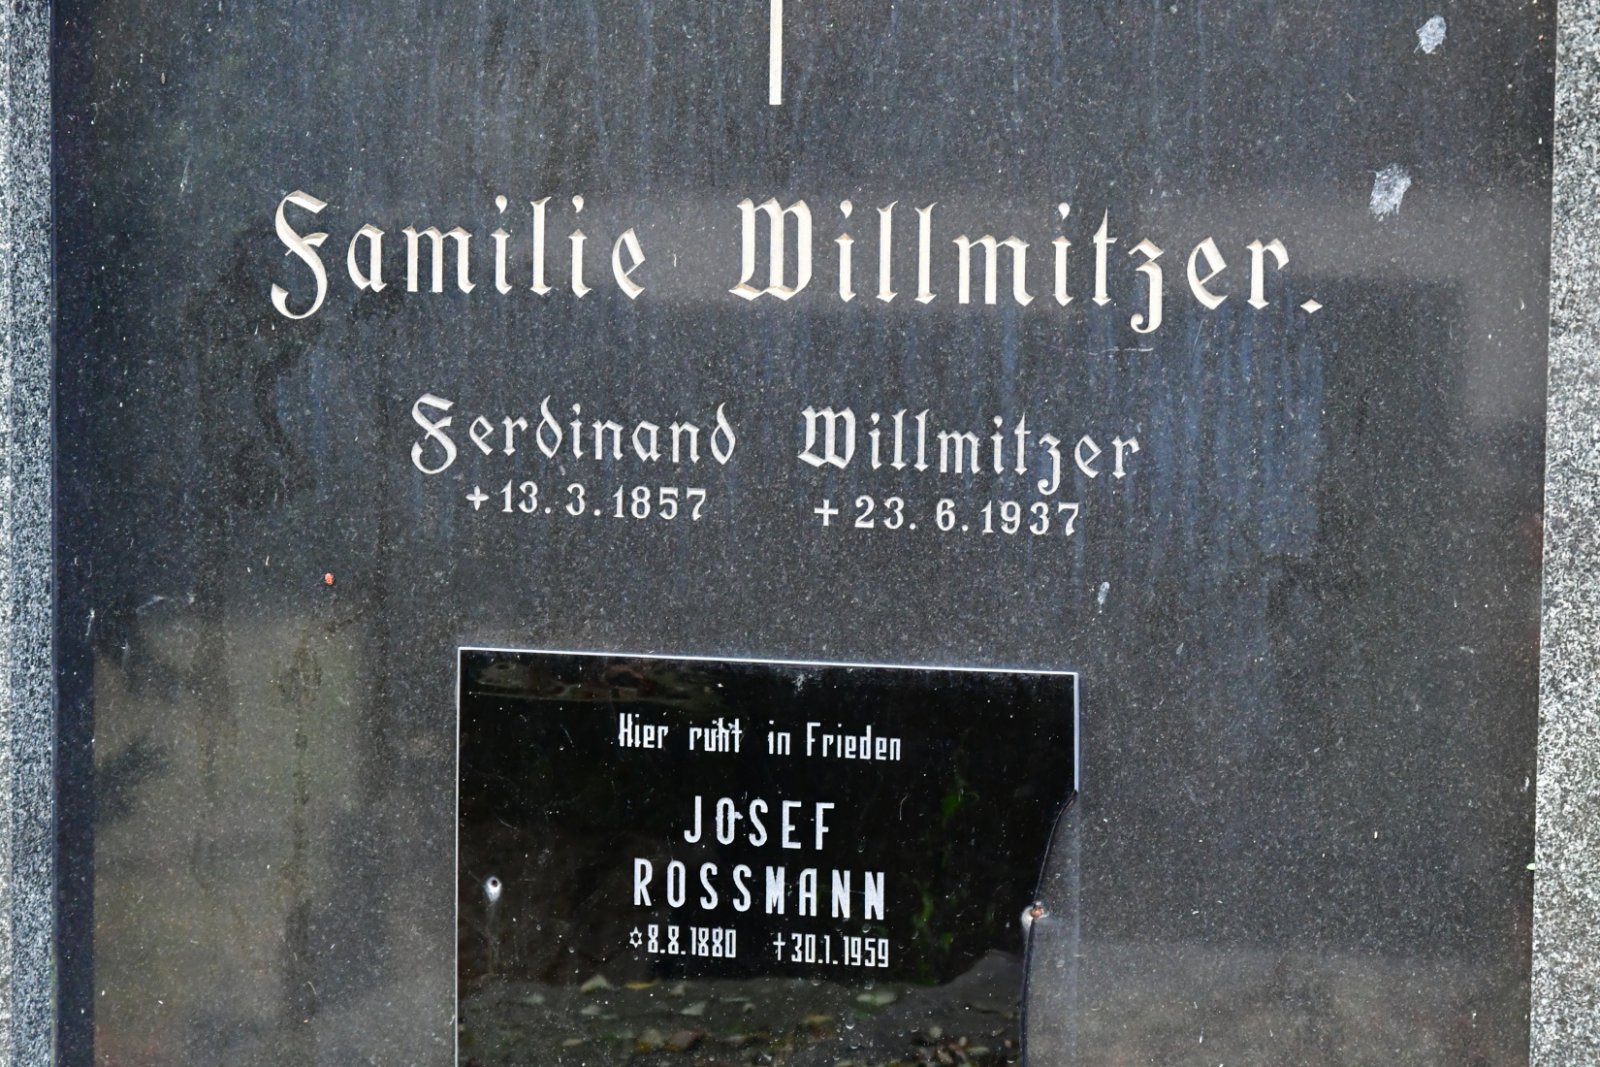 Familie Willmitzer.
Ferdinand Willmitzer
+ 13. 3. 1857 + 23. 6. 1937
Hier ruht in Frieden
JOSEF
ROSSMANN
✡8.8.1880 †30.1.1959